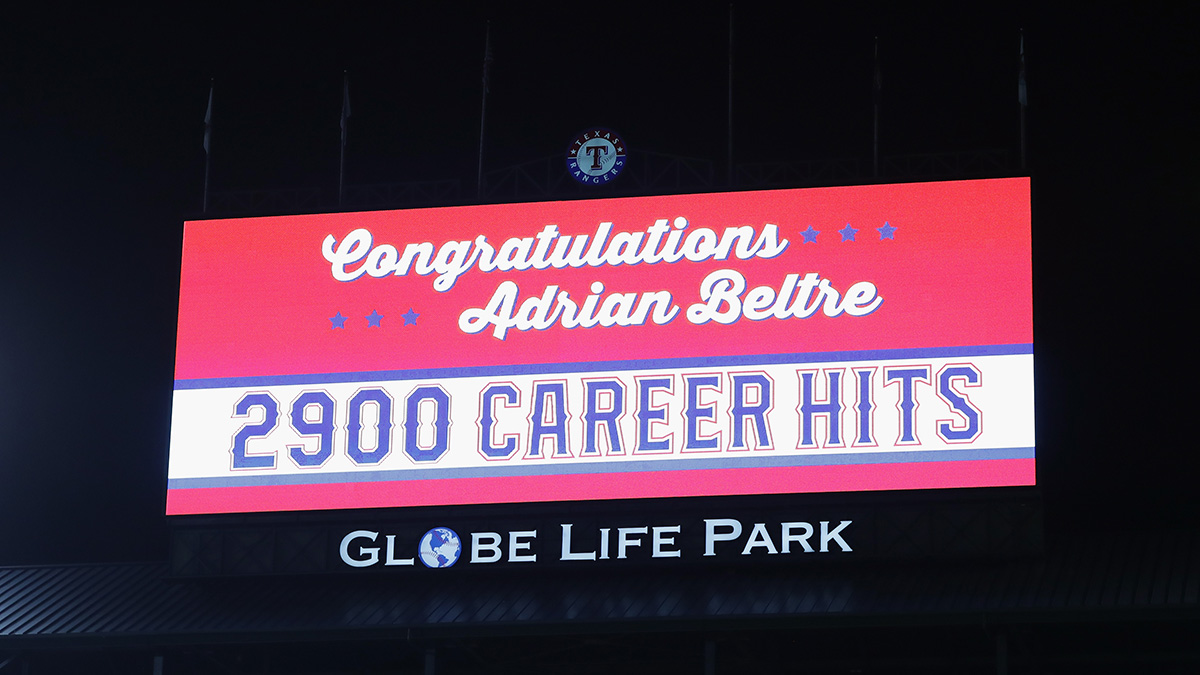 TEXAS
T
RANGERS
Congratulations
Adrian Beltre
2900 CAREER HITS
GLOBE LIFE PARK